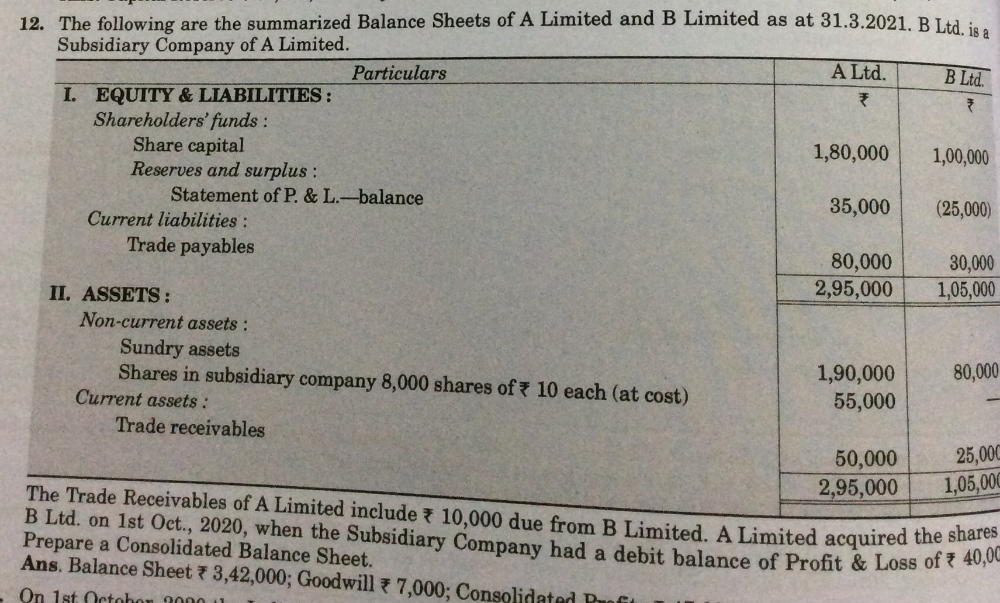 12. The following are the summarized Balance Sheets of A Limited and B Limited as at 31.3.2021. B Ltd. is a
Subsidiary Company of A Limited.
Particulars A Ltd. B Ltd.
I. EQUITY & LIABILITIES : ₹ ₹
Shareholders' funds :
Share capital 1,80,000 1,00,000
Reserves and surplus :
Statement of P. & L.—balance 35,000 (25,000)
Current liabilities :
Trade payables 80,000 30,000
2,95,000 1,05,000
II. ASSETS :
Non-current assets :
Sundry assets 1,90,000 80,000
Shares in subsidiary company 8,000 shares of ₹ 10 each (at cost) 55,000 —
Current assets :
Trade receivables 50,000 25,000
2,95,000 1,05,000
The Trade Receivables of A Limited include ₹ 10,000 due from B Limited. A Limited acquired the shares
B Ltd. on 1st Oct., 2020, when the Subsidiary Company had a debit balance of Profit & Loss of ₹ 40,00
Prepare a Consolidated Balance Sheet.
Ans. Balance Sheet ₹ 3,42,000; Goodwill ₹ 7,000; Consolidated
On 1st October